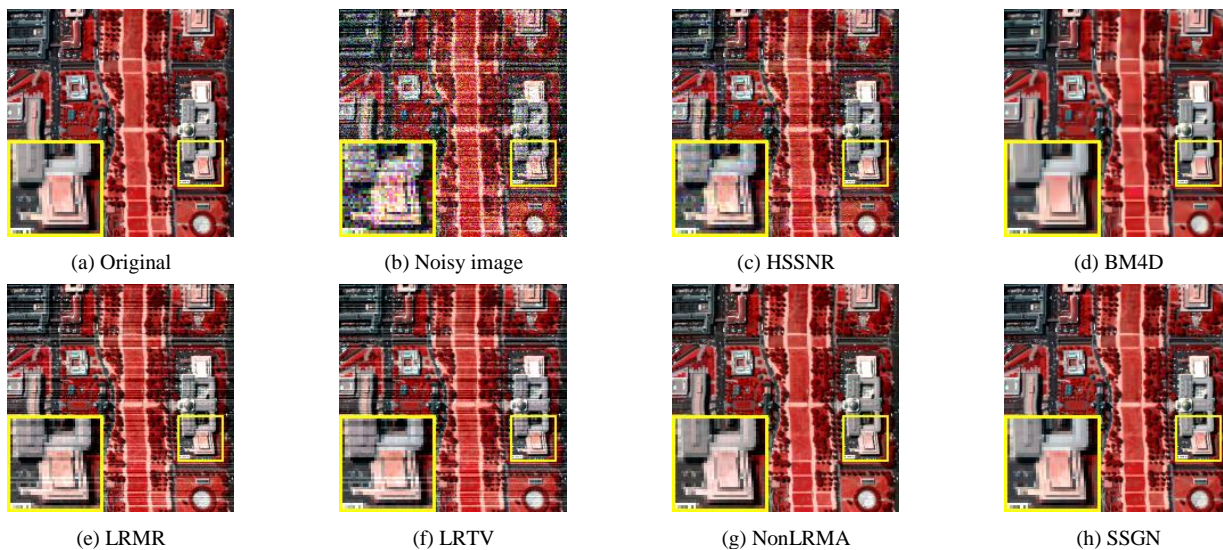 (a) Original
(b) Noisy image
(c) HSSNR
(d) BM4D
(e) LRMR
(f) LRTV
(g) NonLRMA
(h) SSGN